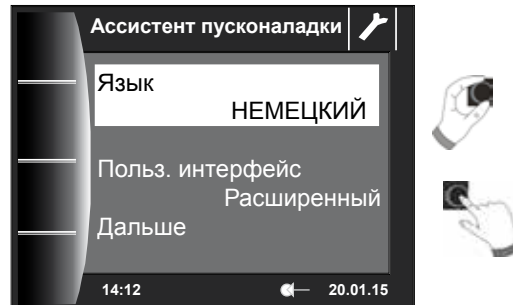 Ассистент пусконаладки
Язык
НЕМЕЦКИЙ
Польз. интерфейс
Расширенный
Дальше
14:12 20.01.15